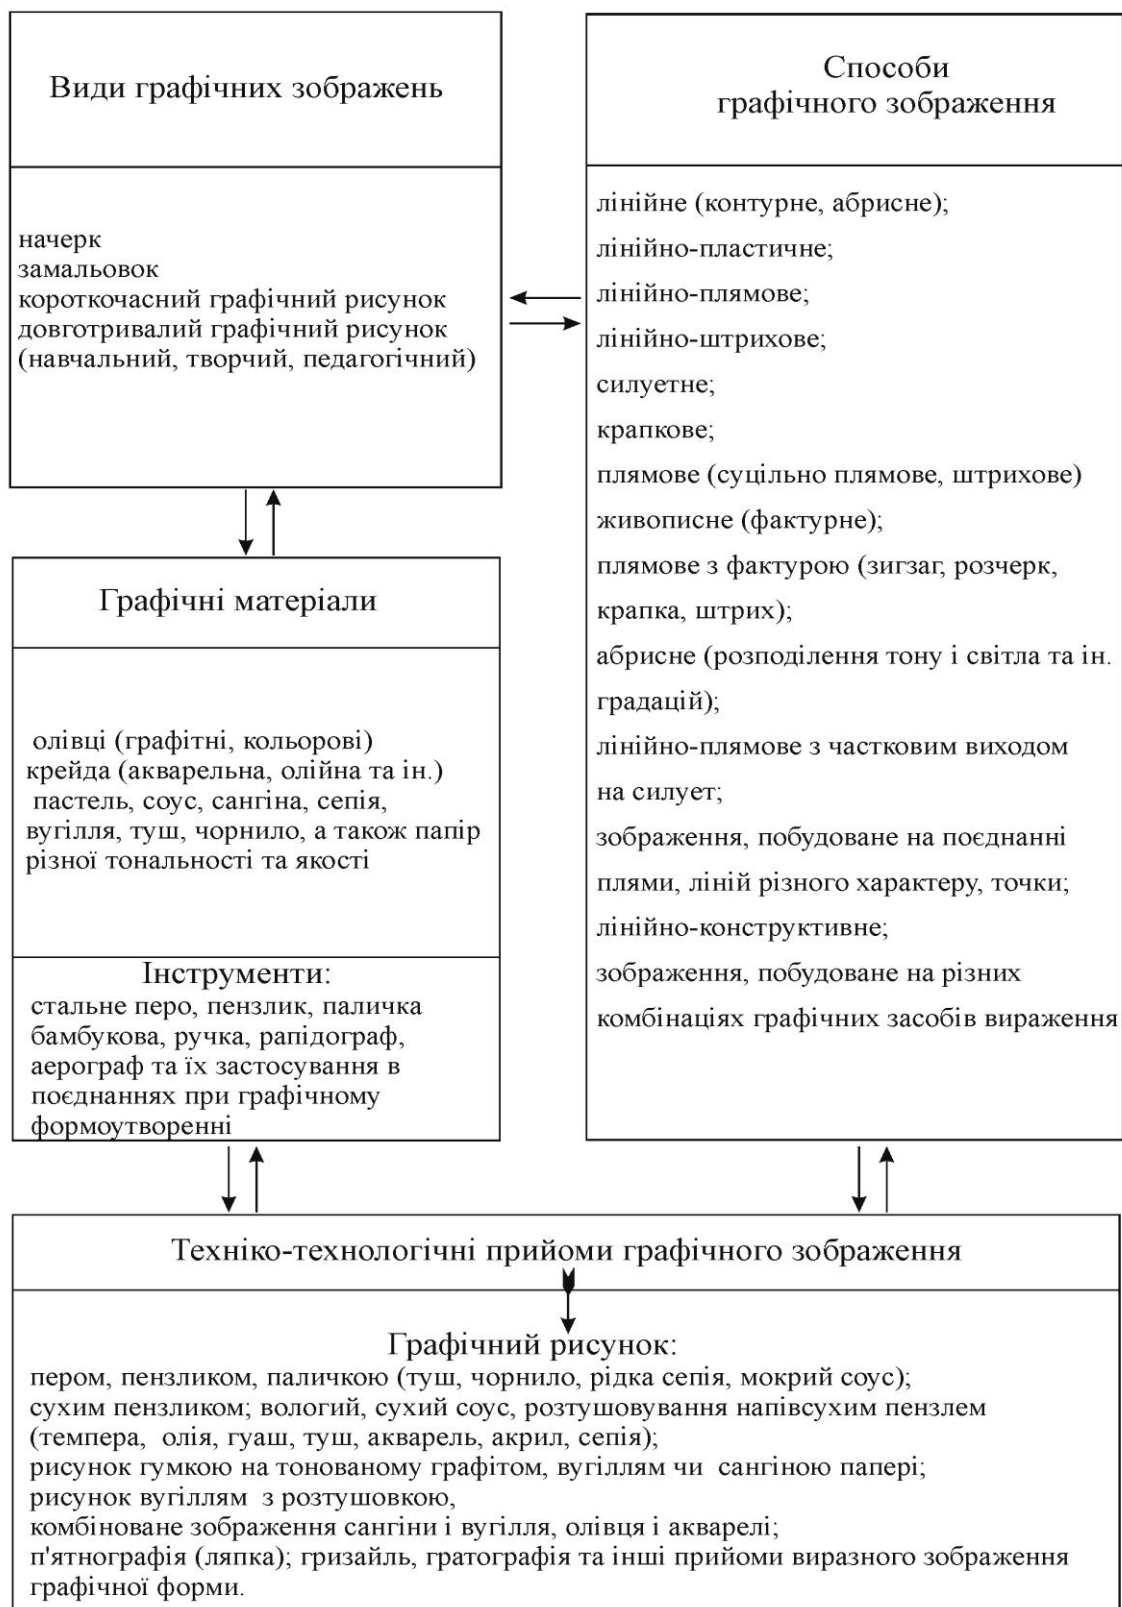 Види графічних зображень
начерк
замальовок
короткочасний графічний рисунок
довготривалий графічний рисунок
(навчальний, творчий, педагогічний)
Способи
графічного зображення
лінійне (контурне, абрисне);
лінійно-пластичне;
лінійно-плямове;
лінійно-штрихове;
силуетне;
крапкове;
плямове (суцільно плямове, штрихове)
живописне (фактурне);
плямове з фактурою (зигзаг, розчерк,
крапка, штрих);
абрисне (розподілення тону і світла та ін.
градацій);
лінійно-плямове з частковим виходом
на силует;
зображення, побудоване на поєднанні
плями, ліній різного характеру, точки;
лінійно-конструктивне;
зображення, побудоване на різних
комбінаціях графічних засобів вираження
Графічні матеріали
олівці (графітні, кольорові)
крейда (акварельна, олійна та ін.)
пастель, соус, сангіна, сепія,
вугілля, туш, чорнило, а також папір
різної тональності та якості
Інструменти:
стальне перо, пензлик, паличка
бамбукова, ручка, рапідограф,
аерограф та їх застосування в
поєднаннях при графічному
формоутворенні
Техніко-технологічні прийоми графічного зображення
Графічний рисунок:
пером, пензликом, паличкою (туш, чорнило, рідка сепія, мокрий соус);
сухим пензликом; вологий, сухий соус, розтушовування напівсухим пензлем
(темпера, олія, гуаш, туш, акварель, акрил, сепія);
рисунок гумкою на тонованому графітом, вугіллям чи сангіною папері;
рисунок вугіллям з розтушовкою,
комбіноване зображення сангіни і вугілля, олівця і акварелі;
п'ятнографія (ляпка); гризайль, гратографія та інші прийоми виразного зображення
графічної форми.